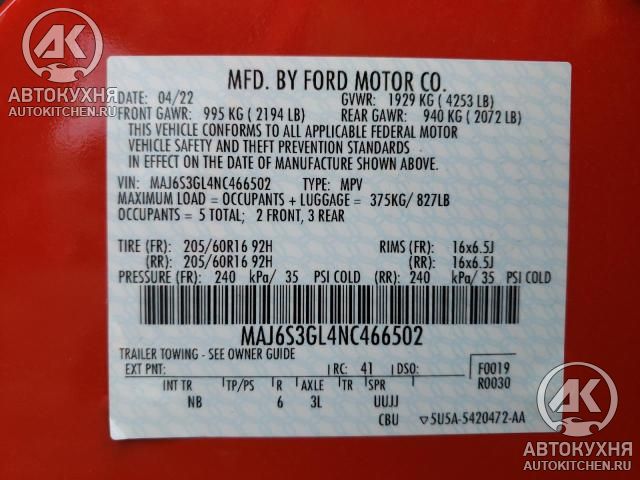 AK
АВТОКУХНЯ
AUTOKITCHEN.RU
MFD. BY FORD MOTOR CO.
DATE: 04/22 GVWR: 1929 KG ( 4253 LB)
FRONT GAWR: 995 KG ( 2194 LB) REAR GAWR: 940 KG ( 2072 LB)
THIS VEHICLE CONFORMS TO ALL APPLICABLE FEDERAL MOTOR
VEHICLE SAFETY AND THEFT PREVENTION STANDARDS
IN EFFECT ON THE DATE OF MANUFACTURE SHOWN ABOVE.
VIN: MAJ6S3GL4NC466502 TYPE: MPV
MAXIMUM LOAD = OCCUPANTS + LUGGAGE = 375KG/ 827LB
OCCUPANTS = 5 TOTAL; 2 FRONT, 3 REAR
TIRE (FR): 205/60R16 92H RIMS (FR): 16x6.5J
(RR): 205/60R16 92H (RR): 16x6.5J
PRESSURE (FR): 240 kPa/ 35 PSI COLD (RR): 240 kPa/ 35 PSI COLD
MAJ6S3GL4NC466502
TRAILER TOWING - SEE OWNER GUIDE
EXT PNT: RC: 41 DSO: F0019
R0030
INT TR TP/PS R AXLE TR SPR
NB 6 3L UUJJ
CBU ▽5U5A-5420472-AA
AK
АВТОКУХНЯ
AUTOKITCHEN.RU